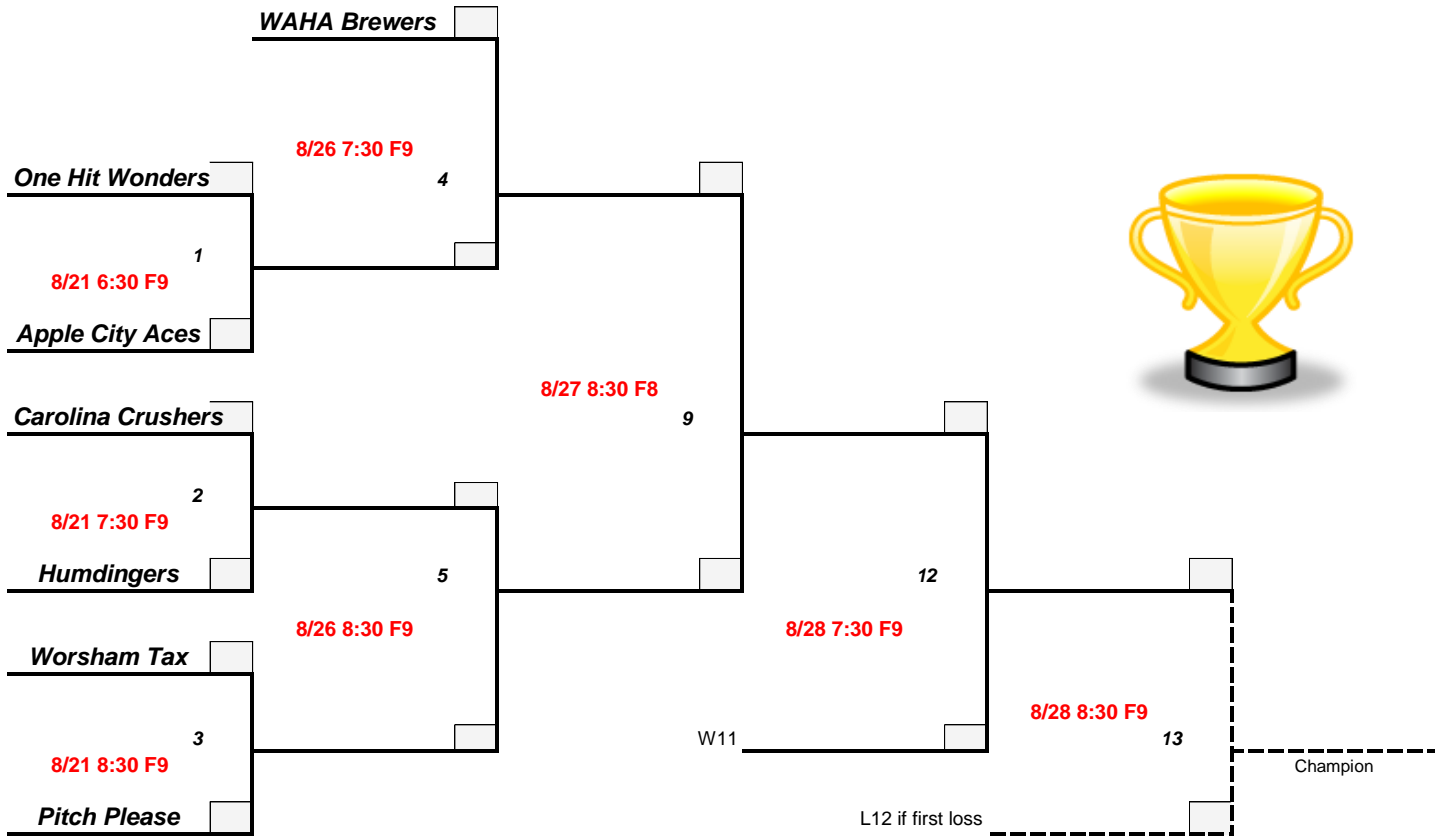 WAHA Brewers
8/26 7:30 F9
One Hit Wonders
4
1
8/21 6:30 F9
Apple City Aces
8/27 8:30 F8
Carolina Crushers
9
2
8/21 7:30 F9
Humdingers
5
12
8/26 8:30 F9
8/28 7:30 F9
Worsham Tax
8/28 8:30 F9
3
W11
13
8/21 8:30 F9
Champion
Pitch Please
L12 if first loss